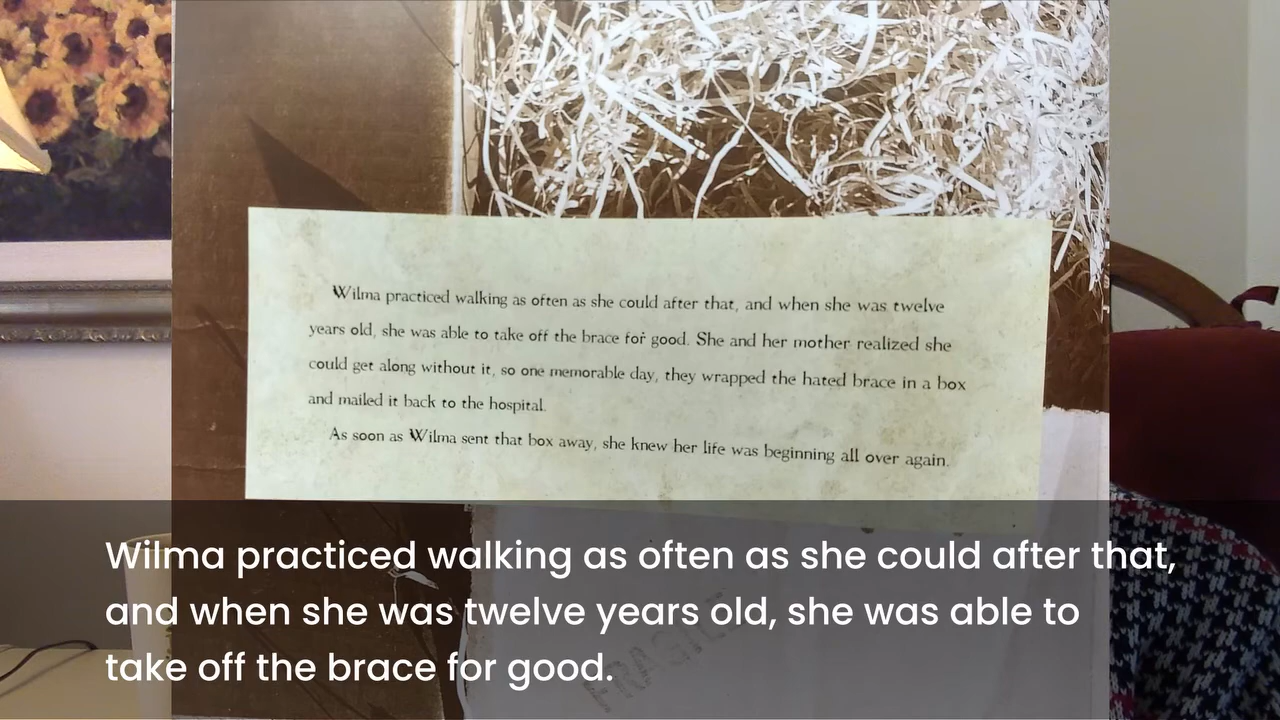 Wilma practiced walking as often as she could after that, and when she was twelve
years old, she was able to take off the brace for good. She and her mother realized she
could get along without it, so one memorable day, they wrapped the hated brace in a box
and mailed it back to the hospital.
As soon as Wilma sent that box away, she knew her life was beginning all over again.
Wilma practiced walking as often as she could after that,
and when she was twelve years old, she was able to
take off the brace for good.
FRAGILE